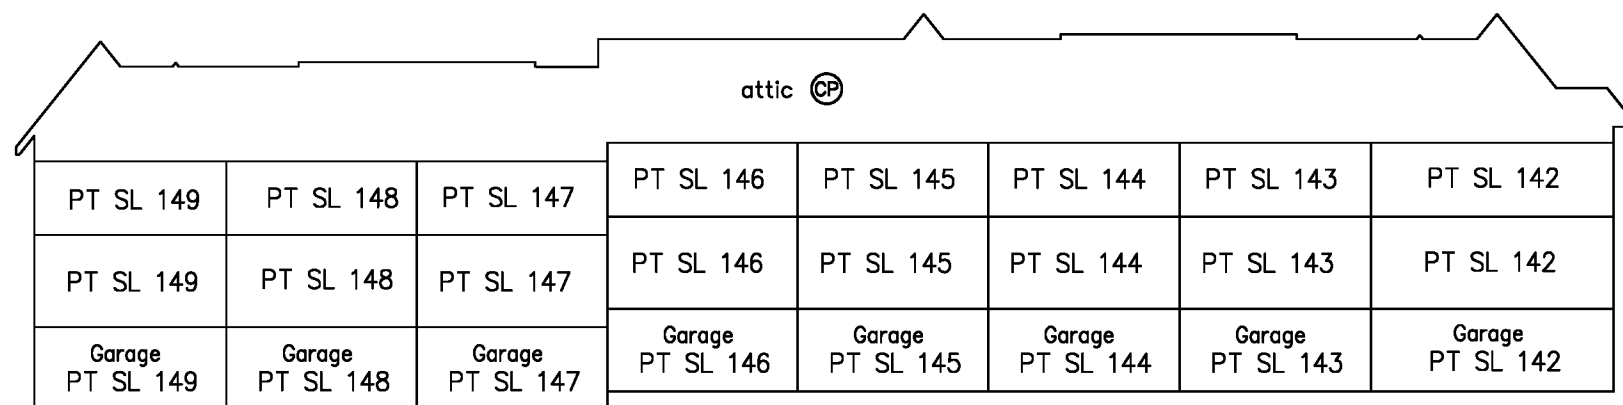 attic CP
PT SL 149 PT SL 148 PT SL 147 PT SL 146 PT SL 145 PT SL 144 PT SL 143 PT SL 142
PT SL 149 PT SL 148 PT SL 147 PT SL 146 PT SL 145 PT SL 144 PT SL 143 PT SL 142
Garage Garage Garage Garage Garage Garage Garage Garage
PT SL 149 PT SL 148 PT SL 147 PT SL 146 PT SL 145 PT SL 144 PT SL 143 PT SL 142